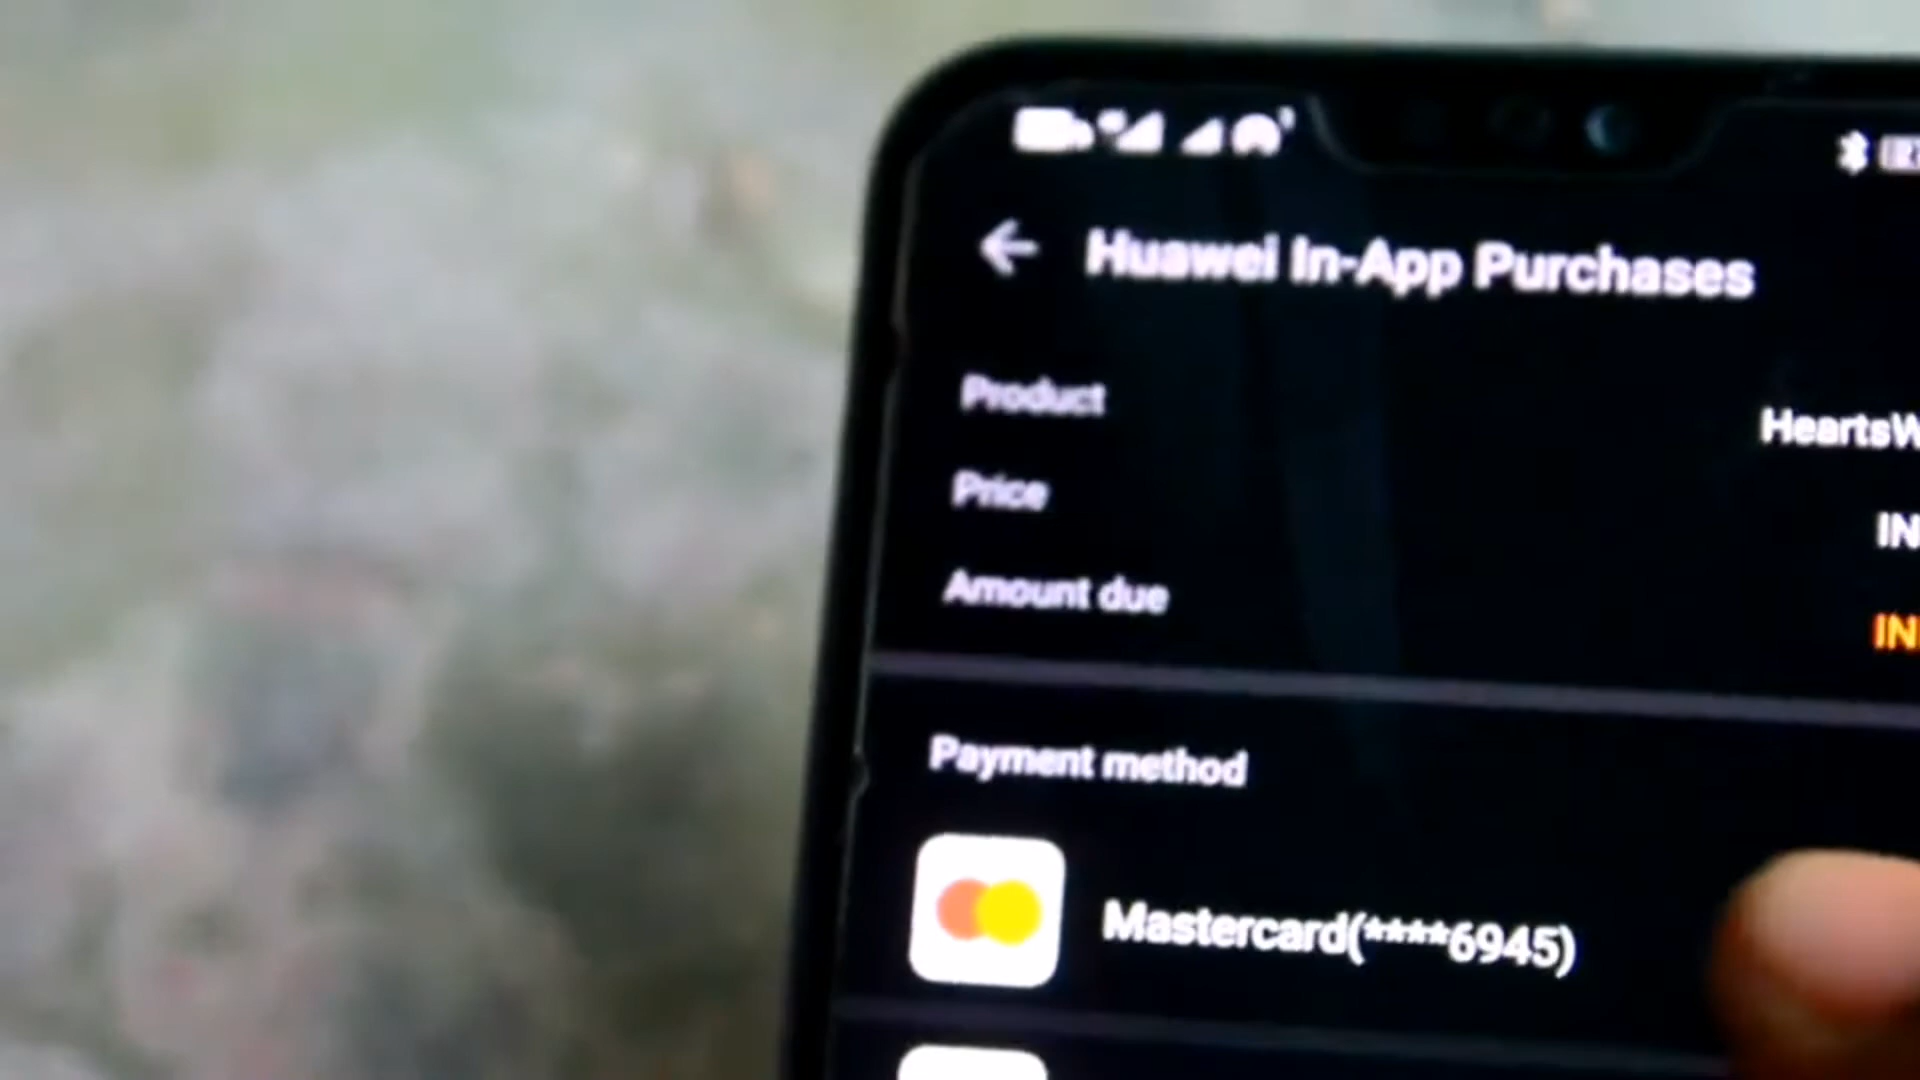 Huawei In-App Purchases
Product HeartsW
Price IN
Amount due IN
Payment method
Mastercard(****6945)